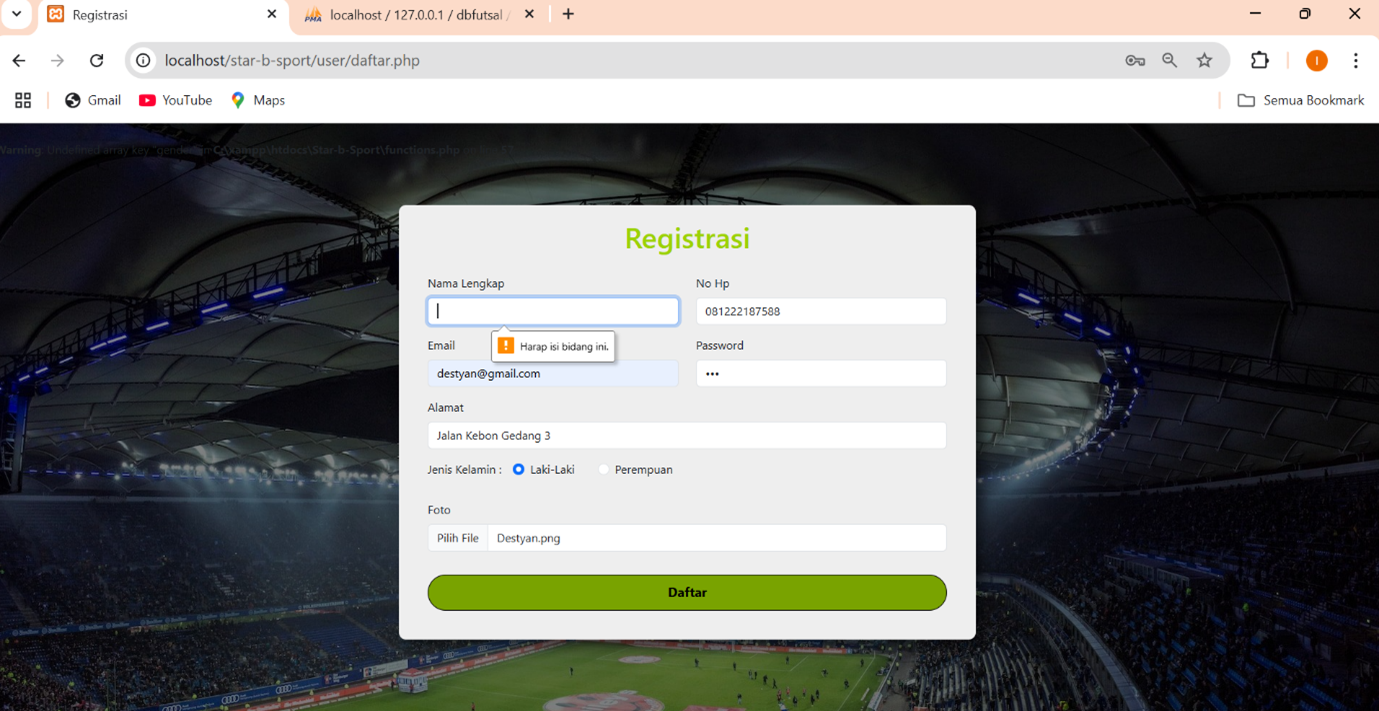 Registrasi
localhost / 127.0.0.1 / dbfutsal /
localhost/star-b-sport/user/daftar.php
Gmail YouTube Maps Semua Bookmark
Warning: Undefined array key "gender" in C:\xampp\htdocs\Star-b-Sport\functions.php on line
Registrasi
Nama Lengkap No Hp
081222187588
Harap isi bidang ini.
Email Password
destyan@gmail.com •••
Alamat
Jalan Kebon Gedang 3
Jenis Kelamin : Laki-Laki Perempuan
Foto
Pilih File Destyan.png
Daftar